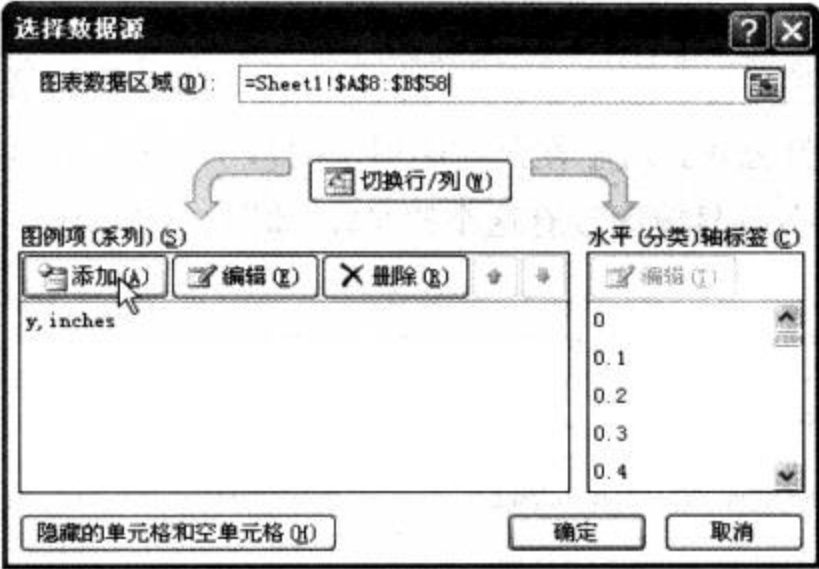 选择数据源
图表数据区域(D): =Sheet1!$A$8:$B$58
切换行/列(W)
图例项(系列)(S)
水平(分类)轴标签(C)
添加(A) 编辑(E) 删除(R)
编辑(T)
y,inches
0
0.1
0.2
0.3
0.4
隐藏的单元格和空单元格(H)
确定 取消